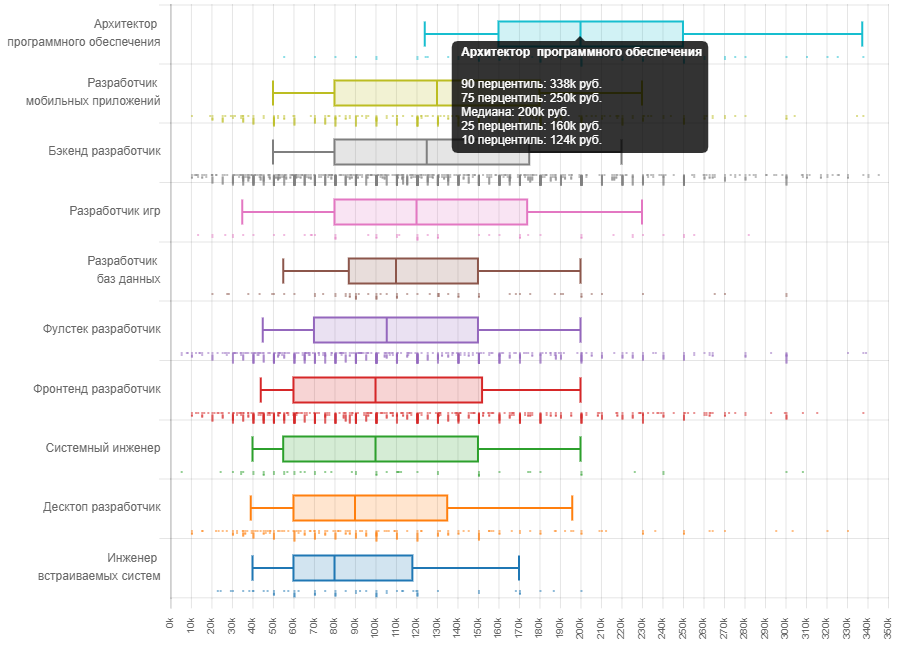 Архитектор
программного обеспечения
Архитектор программного обеспечения
90 перцентиль: 338k руб.
75 перцентиль: 250k руб.
Медиана: 200k руб.
25 перцентиль: 160k руб.
10 перцентиль: 124k руб.
Разработчик
мобильных приложений
Бэкенд разработчик
Разработчик игр
Разработчик
баз данных
Фулстек разработчик
Фронтенд разработчик
Системный инженер
Десктоп разработчик
Инженер
встраиваемых систем
0k 10k 20k 30k 40k 50k 60k 70k 80k 90k 100k 110k 120k 130k 140k 150k 160k 170k 180k 190k 200k 210k 220k 230k 240k 250k 260k 270k 280k 290k 300k 310k 320k 330k 340k 350k